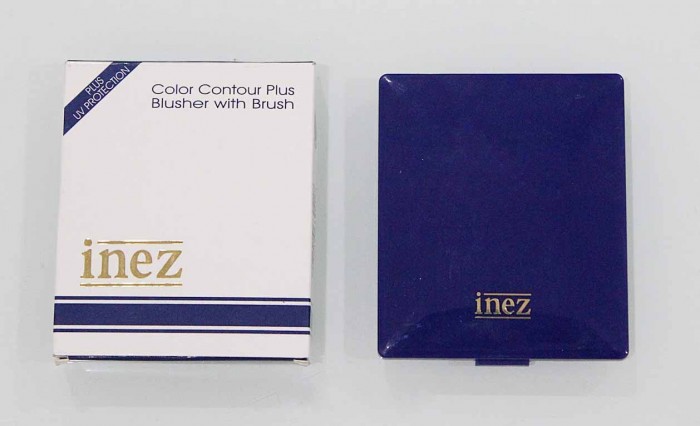 PLUS
UV PROTECTION
Color Contour Plus
Blusher with Brush
inez
inez